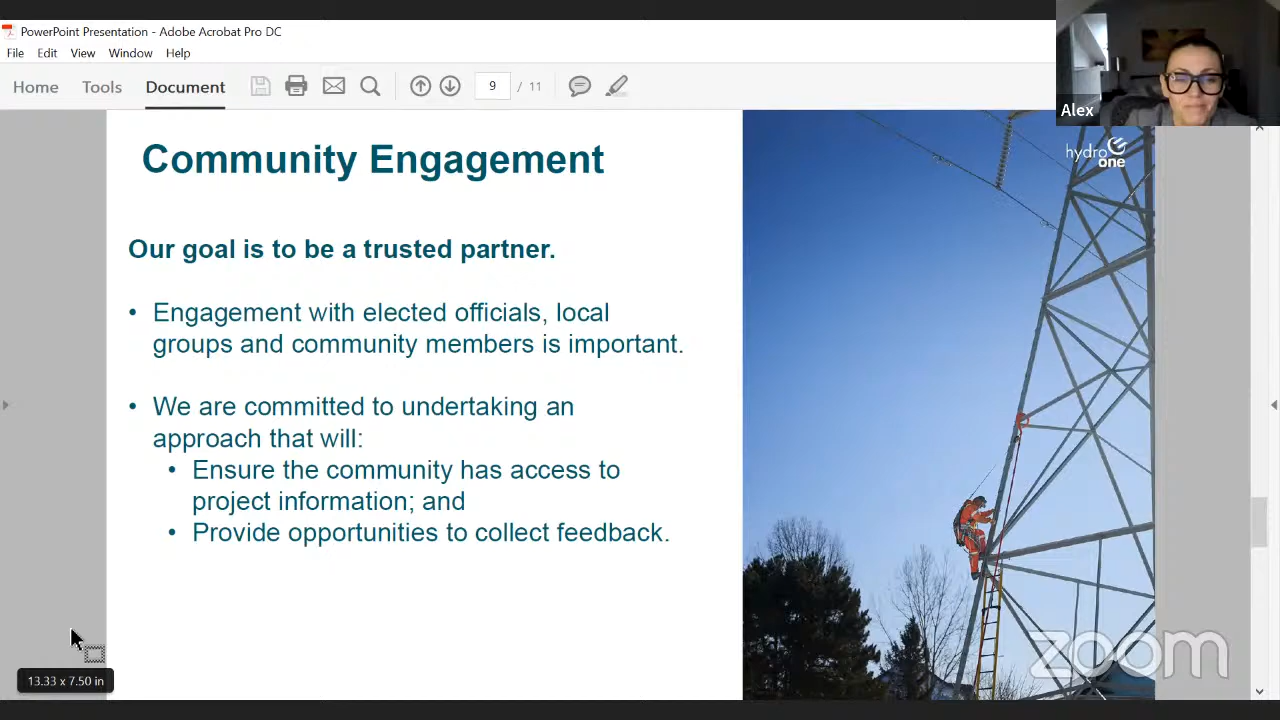 PowerPoint Presentation - Adobe Acrobat Pro DC
File Edit View Window Help
Home Tools Document 9 / 11
Alex
hydro
one
Community Engagement
Our goal is to be a trusted partner.
• Engagement with elected officials, local
groups and community members is important.
• We are committed to undertaking an
approach that will:
• Ensure the community has access to
project information; and
• Provide opportunities to collect feedback.
13.33 x 7.50 in
zoom